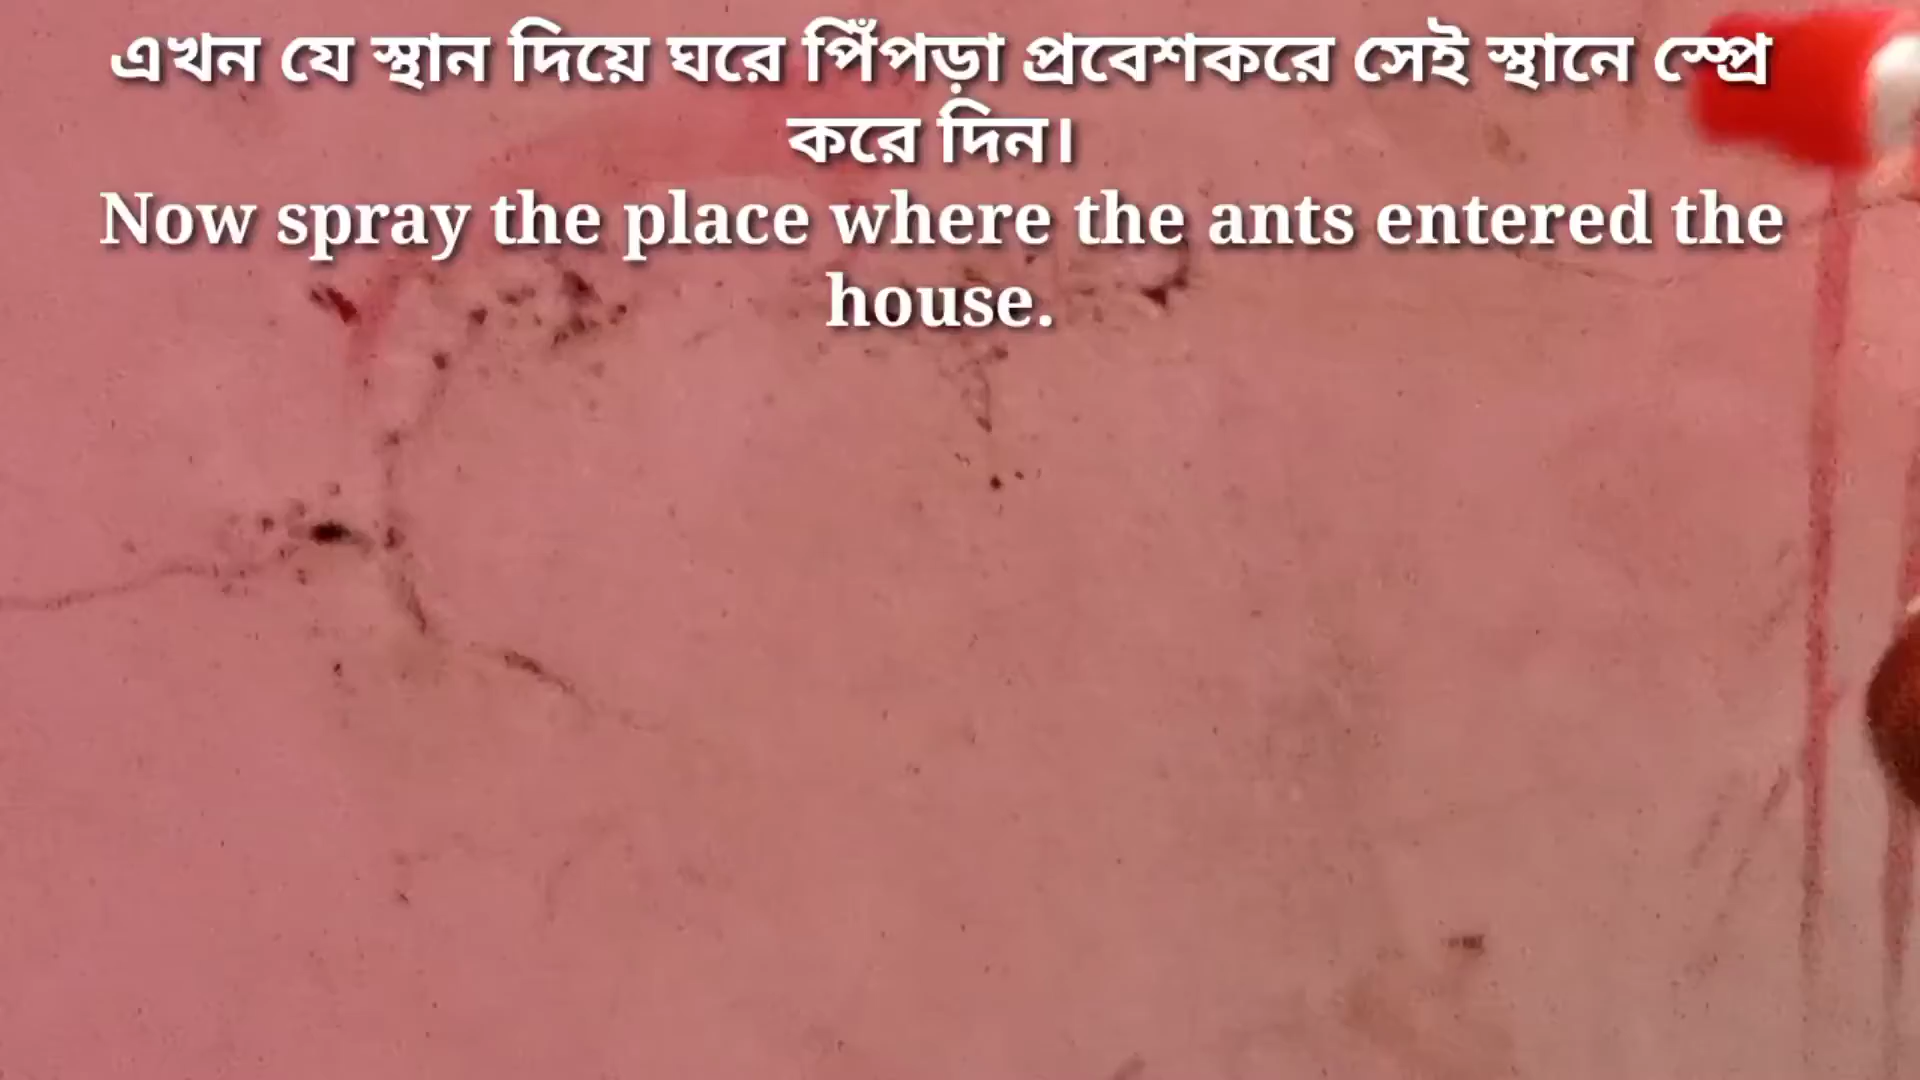 এখন যে স্থান দিয়ে ঘরে পিঁপড়া প্রবেশকরে সেই স্থানে স্প্রে
করে দিন।
Now spray the place where the ants entered the
house.